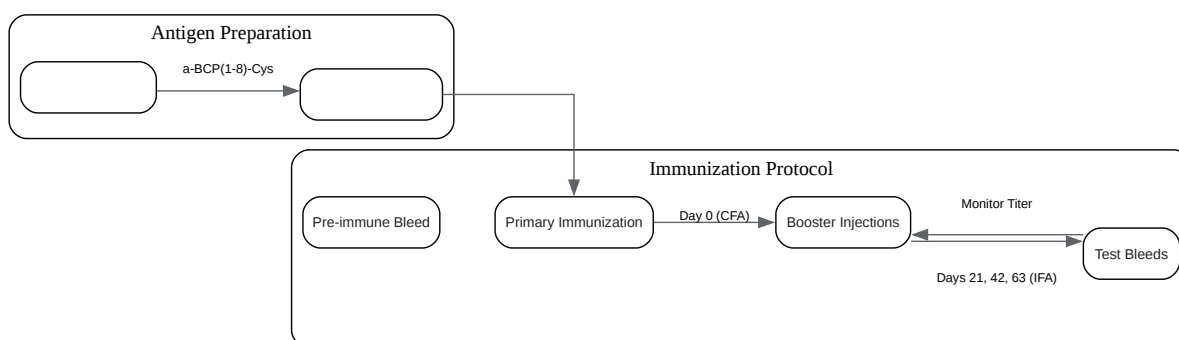 Antigen Preparation
a-BCP(1-8)-Cys
Immunization Protocol
Pre-immune Bleed
Primary Immunization
Day 0 (CFA)
Booster Injections
Monitor Titer
Test Bleeds
Days 21, 42, 63 (IFA)